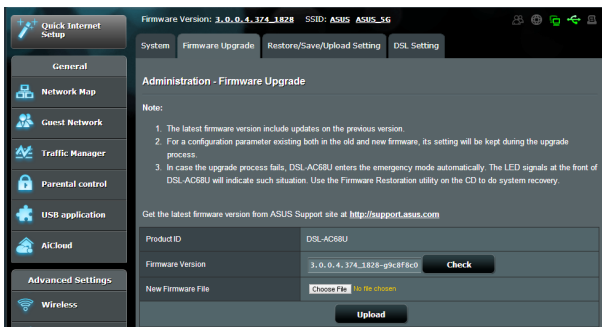 Quick Internet
Setup
Firmware Version: 3.0.0.4.374_1828 SSID: ASUS ASUS_5G
System Firmware Upgrade Restore/Save/Upload Setting DSL Setting
General
Network Map
Guest Network
Traffic Manager
Parental control
USB application
AiCloud
Advanced Settings
Wireless
Administration - Firmware Upgrade
Note:
1. The latest firmware version include updates on the previous version.
2. For a configuration parameter existing both in the old and new firmware, its setting will be kept during the upgrade
process.
3. In case the upgrade process fails, DSL-AC68U enters the emergency mode automatically. The LED signals at the front of
DSL-AC68U will indicate such situation. Use the Firmware Restoration utility on the CD to do system recovery.
Get the latest firmware version from ASUS Support site at http://support.asus.com
Product ID DSL-AC68U
Firmware Version 3.0.0.4.374_1828-g9c8f8c0 Check
New Firmware File Choose File No file chosen
Upload